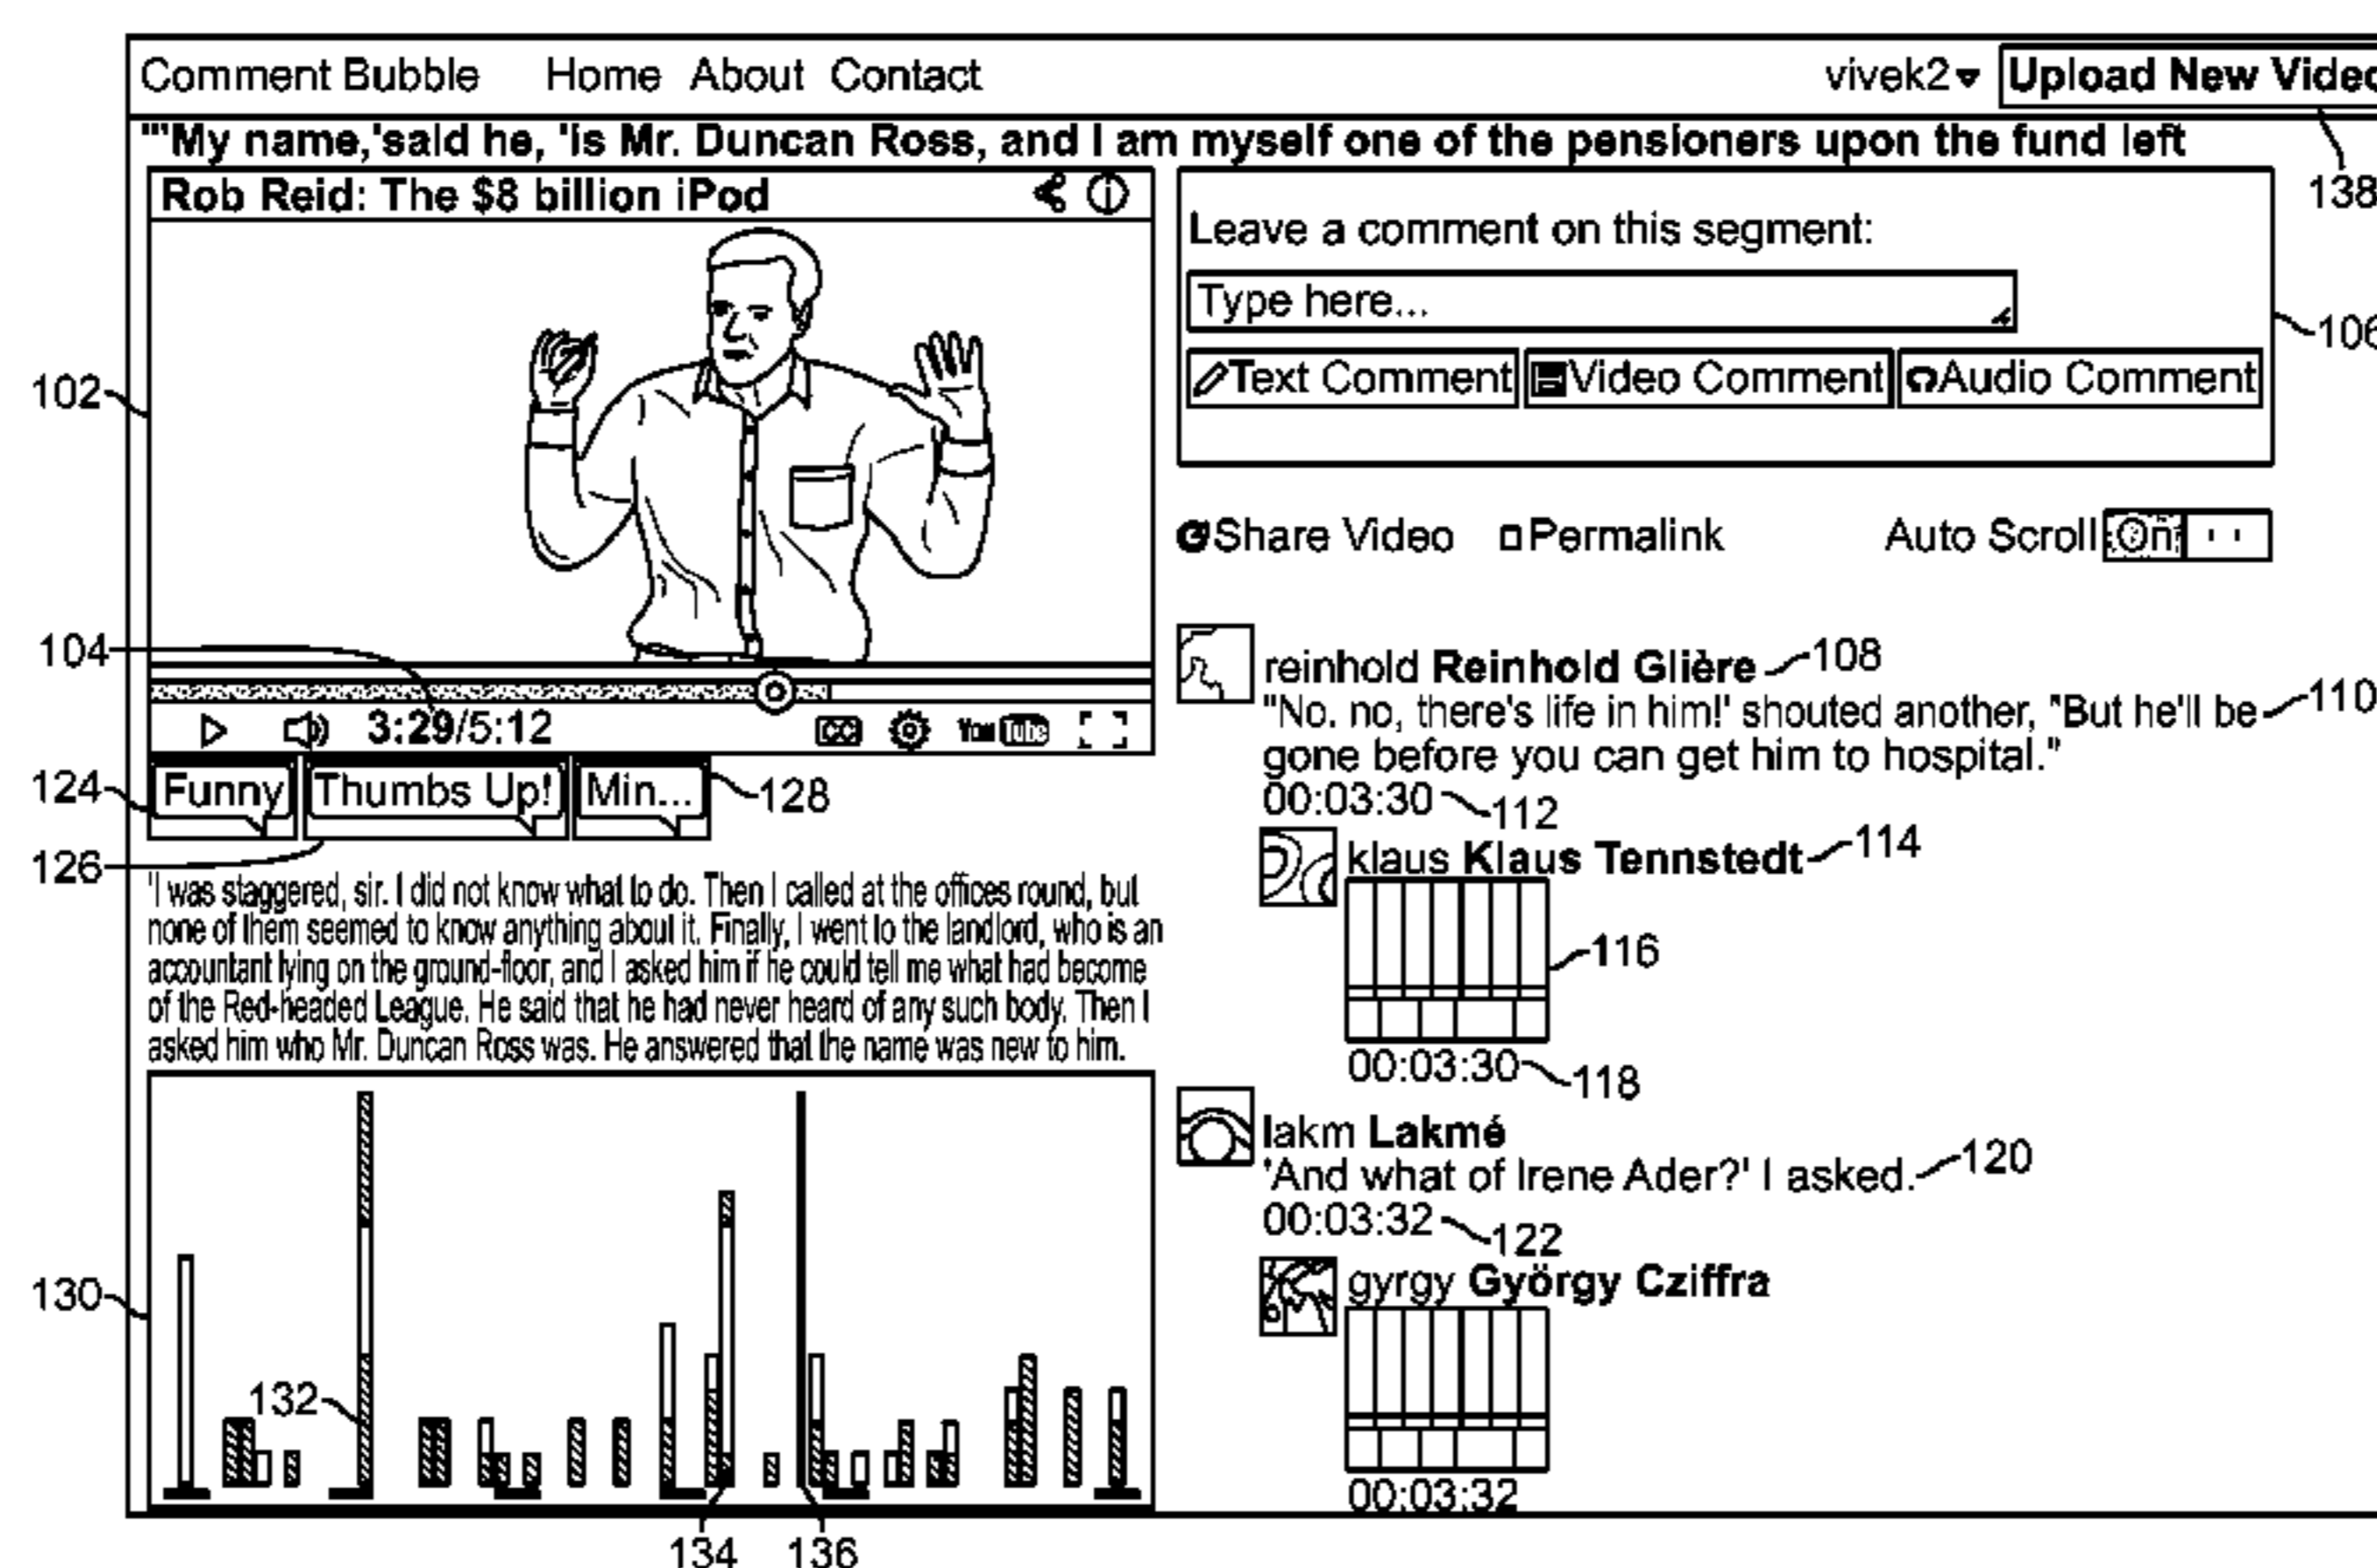 Comment Bubble Home About Contact vivek2 Upload New Video
138
"'My name,'said he, 'is Mr. Duncan Ross, and I am myself one of the pensioners upon the fund left
Rob Reid: The $8 billion iPod
102
104
3:29/5:12 CC You Tube
124 Funny Thumbs Up! Min... 128
126
'I was staggered, sir. I did not know what to do. Then I called at the offices round, but
none of them seemed to know anything about it. Finally, I went to the landlord, who is an
accountant lying on the ground-floor, and I asked him if he could tell me what had become
of the Red-headed League. He said that he had never heard of any such body. Then I
asked him who Mr. Duncan Ross was. He answered that the name was new to him.
130
132
134 136
Leave a comment on this segment:
Type here...
106
Text Comment Video Comment Audio Comment
Share Video Permalink Auto Scroll On
reinhold Reinhold Glière 108
"No. no, there's life in him!' shouted another, "But he'll be 110
gone before you can get him to hospital."
00:03:30 112
klaus Klaus Tennstedt 114
116
00:03:30 118
lakm Lakmé
'And what of Irene Ader?' I asked. 120
00:03:32 122
gyrgy György Cziffra
00:03:32